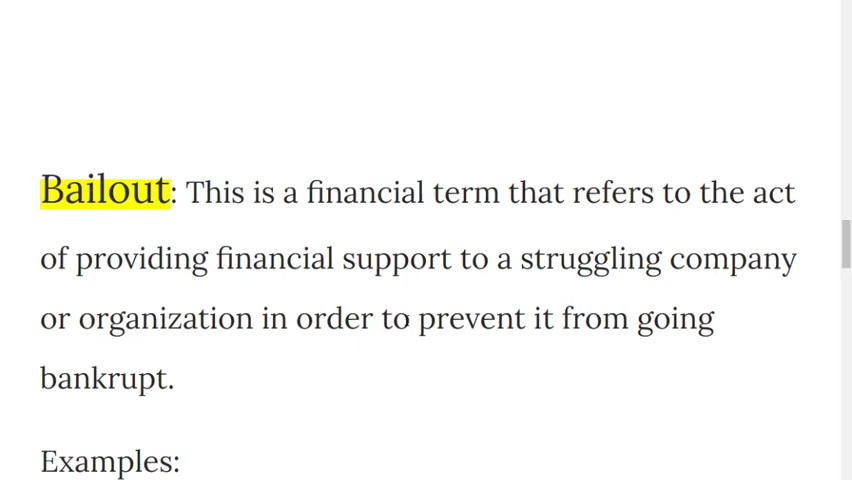 Bailout: This is a financial term that refers to the act
of providing financial support to a struggling company
or organization in order to prevent it from going
bankrupt.
Examples: